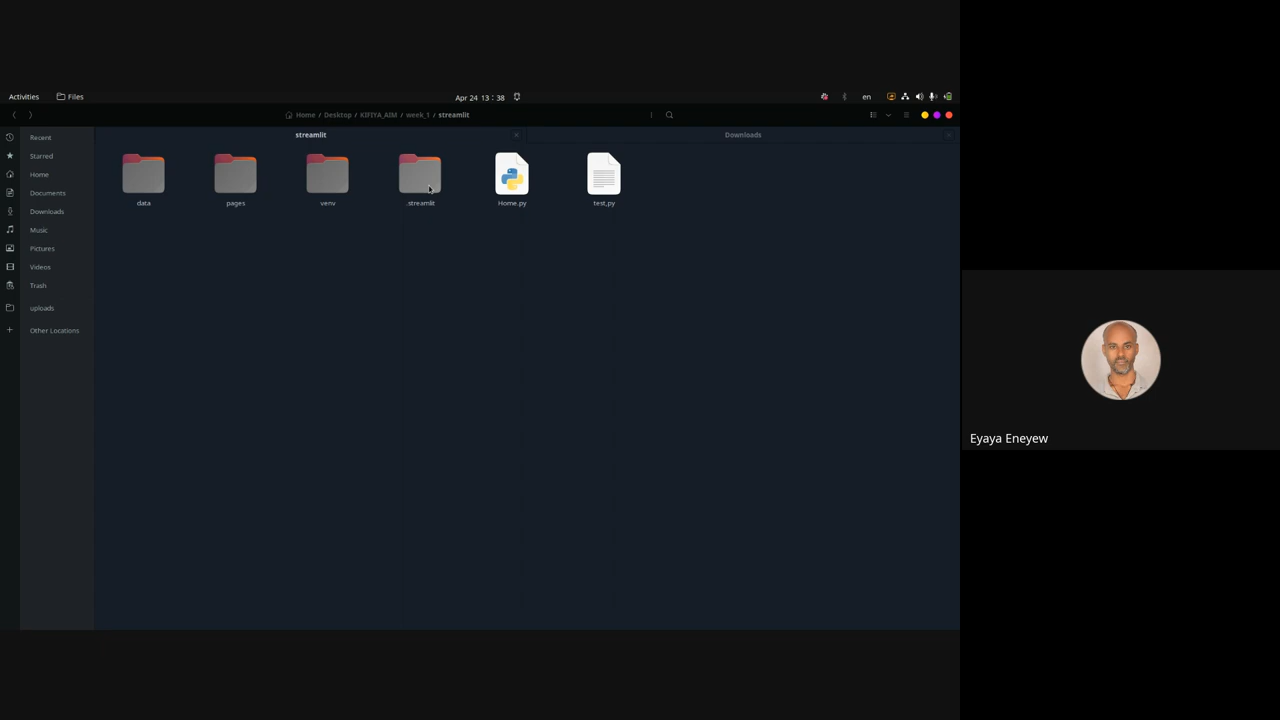 Activities Files Apr 24 13 : 38 en
Home / Desktop / KIFIYA_AIM / week_1 / streamlit
streamlit Downloads
Recent
Starred
Home
Documents
Downloads
Music
Pictures
Videos
Trash
uploads
Other Locations
data pages venv .streamlit Home.py test,py
Eyaya Eneyew